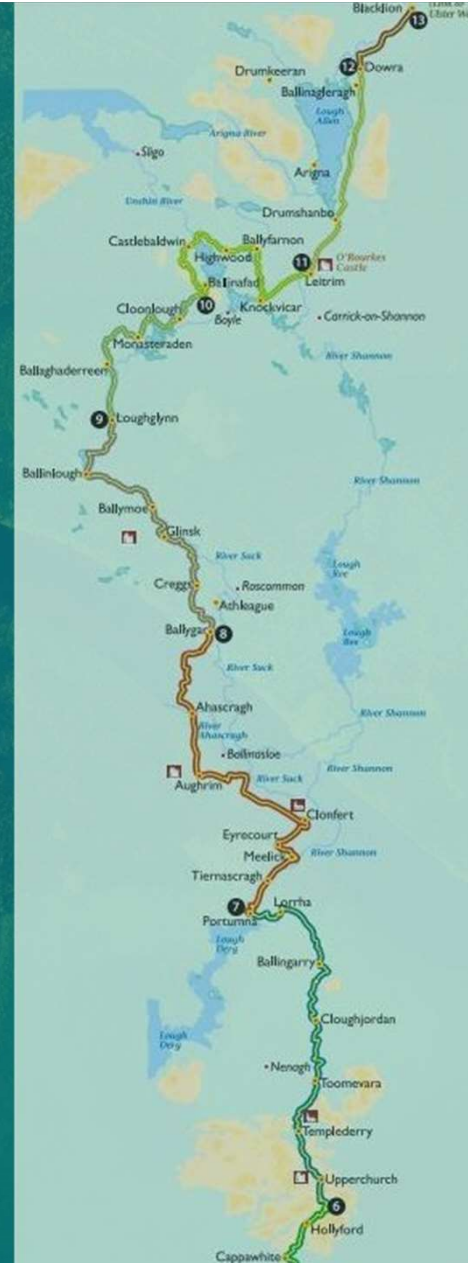 Blacklion
13
Ulster
12
Dowra
Drumkeeran
Ballinagleragh
Lough
Allen
Arigna River
Sligo
Arigna
Unshin River
Drumshanbo
Castlebaldwin
Ballyfarnon
Highwood
11
O'Rourkes
Castle
Leitrim
Ballinafad
10
Cloonlough
Boyle
Knockvicar
Carrick-on-Shannon
Monasteraden
River Shannon
Ballaghaderreen
9
Loughglynn
Ballinlough
River Shannon
Ballymoe
Glinsk
River Suck
Lough
Ree
Creggs
Roscommon
Athleague
Ballygar
8
Lough
Ree
River Suck
Ahascragh
River Shannon
River
Ahascragh
Ballinasloe
River Shannon
Aughrim
River Suck
Clonfert
Eyrecourt
Meelick
River Shannon
Tiernascragh
7
Lorrha
Portumna
Lough
Derg
Ballingarry
Cloughjordan
Lough
Derg
Nenagh
Toomevara
Templederry
Upperchurch
6
Hollyford
Cappawhite